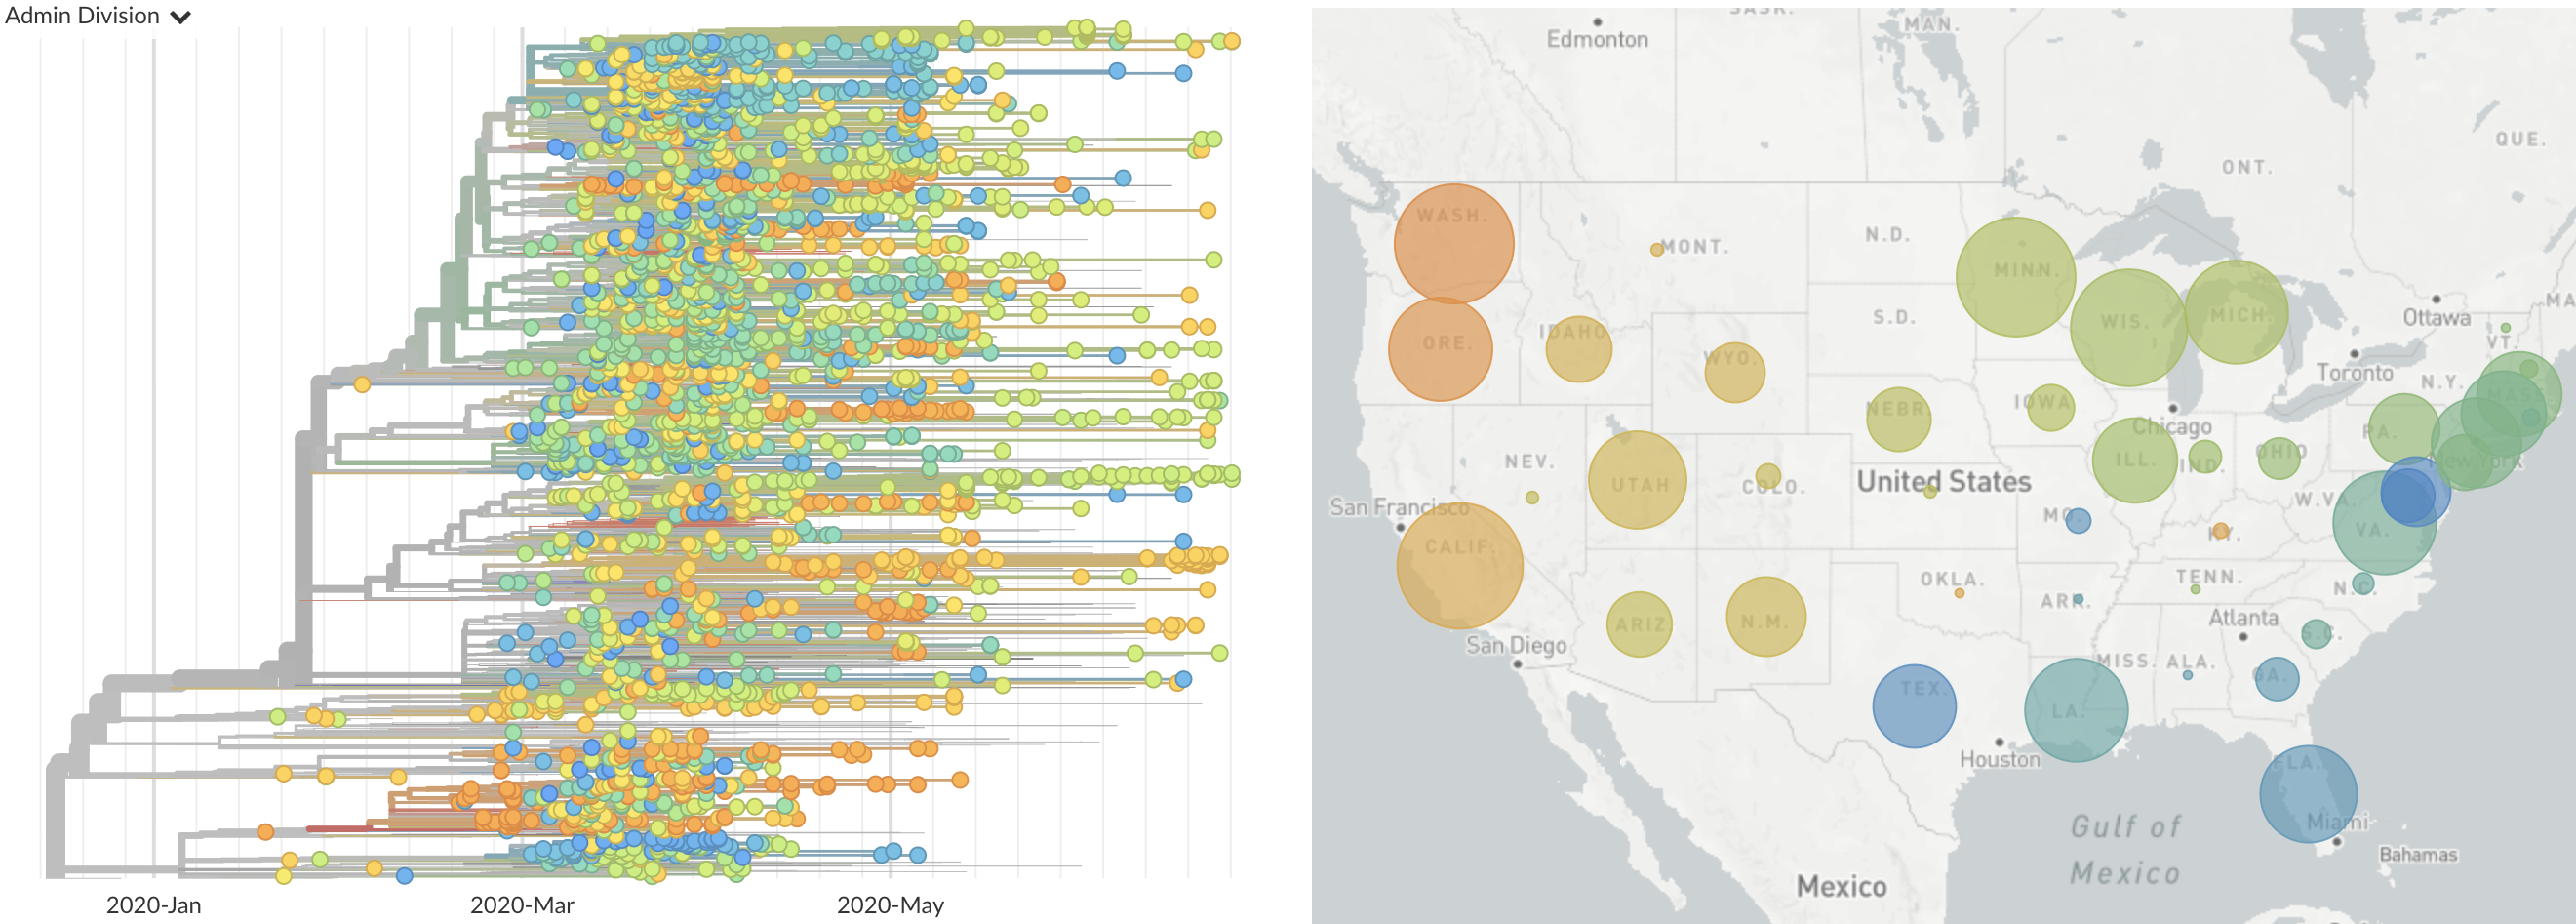 Admin Division
2020-Jan
2020-Mar
2020-May
SASK.
MAN.
Edmonton
QUE.
ONT.
WASH.
MONT.
N.D.
MINN.
MA
Ottawa
ORE.
IDAHO
S.D.
WIS.
MICH.
VT.
WYO.
Toronto
N.Y.
MASS.
NEBR.
IOWA
Chicago
PA.
NEV.
UTAH
COLO.
United States
ILL.
IND.
OHIO
New York
San Francisco
W.VA.
MO.
KY.
VA.
CALIF.
OKLA.
TENN.
N.C.
ARK.
Atlanta
San Diego
ARIZ.
N.M.
S.C.
MISS.
ALA.
GA.
TEX.
LA.
Houston
FLA.
Miami
Gulf of
Mexico
Bahamas
Mexico